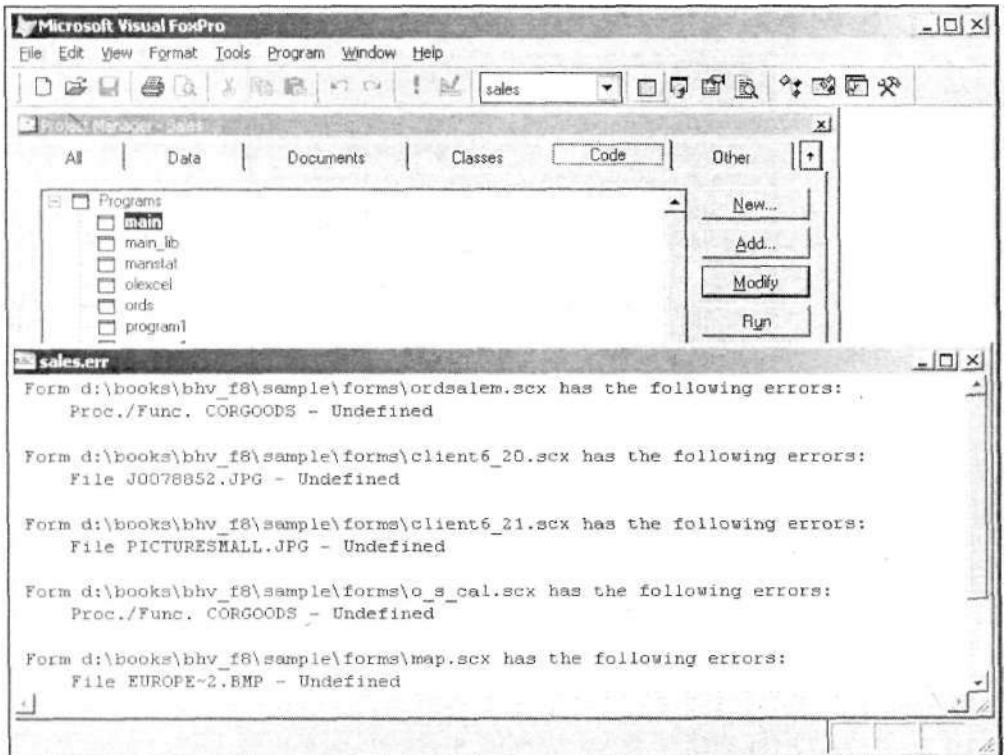 Microsoft Visual FoxPro
File Edit View Format Tools Program Window Help
sales
Project Manager - Sales
All Data Documents Classes Code Other
Programs
main
main_lib
manstat
olexcel
ords
program1
New...
Add...
Modify
Run
sales.err
Form d:\books\bhv_f8\sample\forms\ordsalem.scx has the following errors:
Proc./Func. CORGOODS - Undefined
Form d:\books\bhv_f8\sample\forms\client6_20.scx has the following errors:
File J0078852.JPG - Undefined
Form d:\books\bhv_f8\sample\forms\client6_21.scx has the following errors:
File PICTURESMALL.JPG - Undefined
Form d:\books\bhv_f8\sample\forms\o_s_cal.scx has the following errors:
Proc./Func. CORGOODS - Undefined
Form d:\books\bhv_f8\sample\forms\map.scx has the following errors:
File EUROPE~2.BMP - Undefined